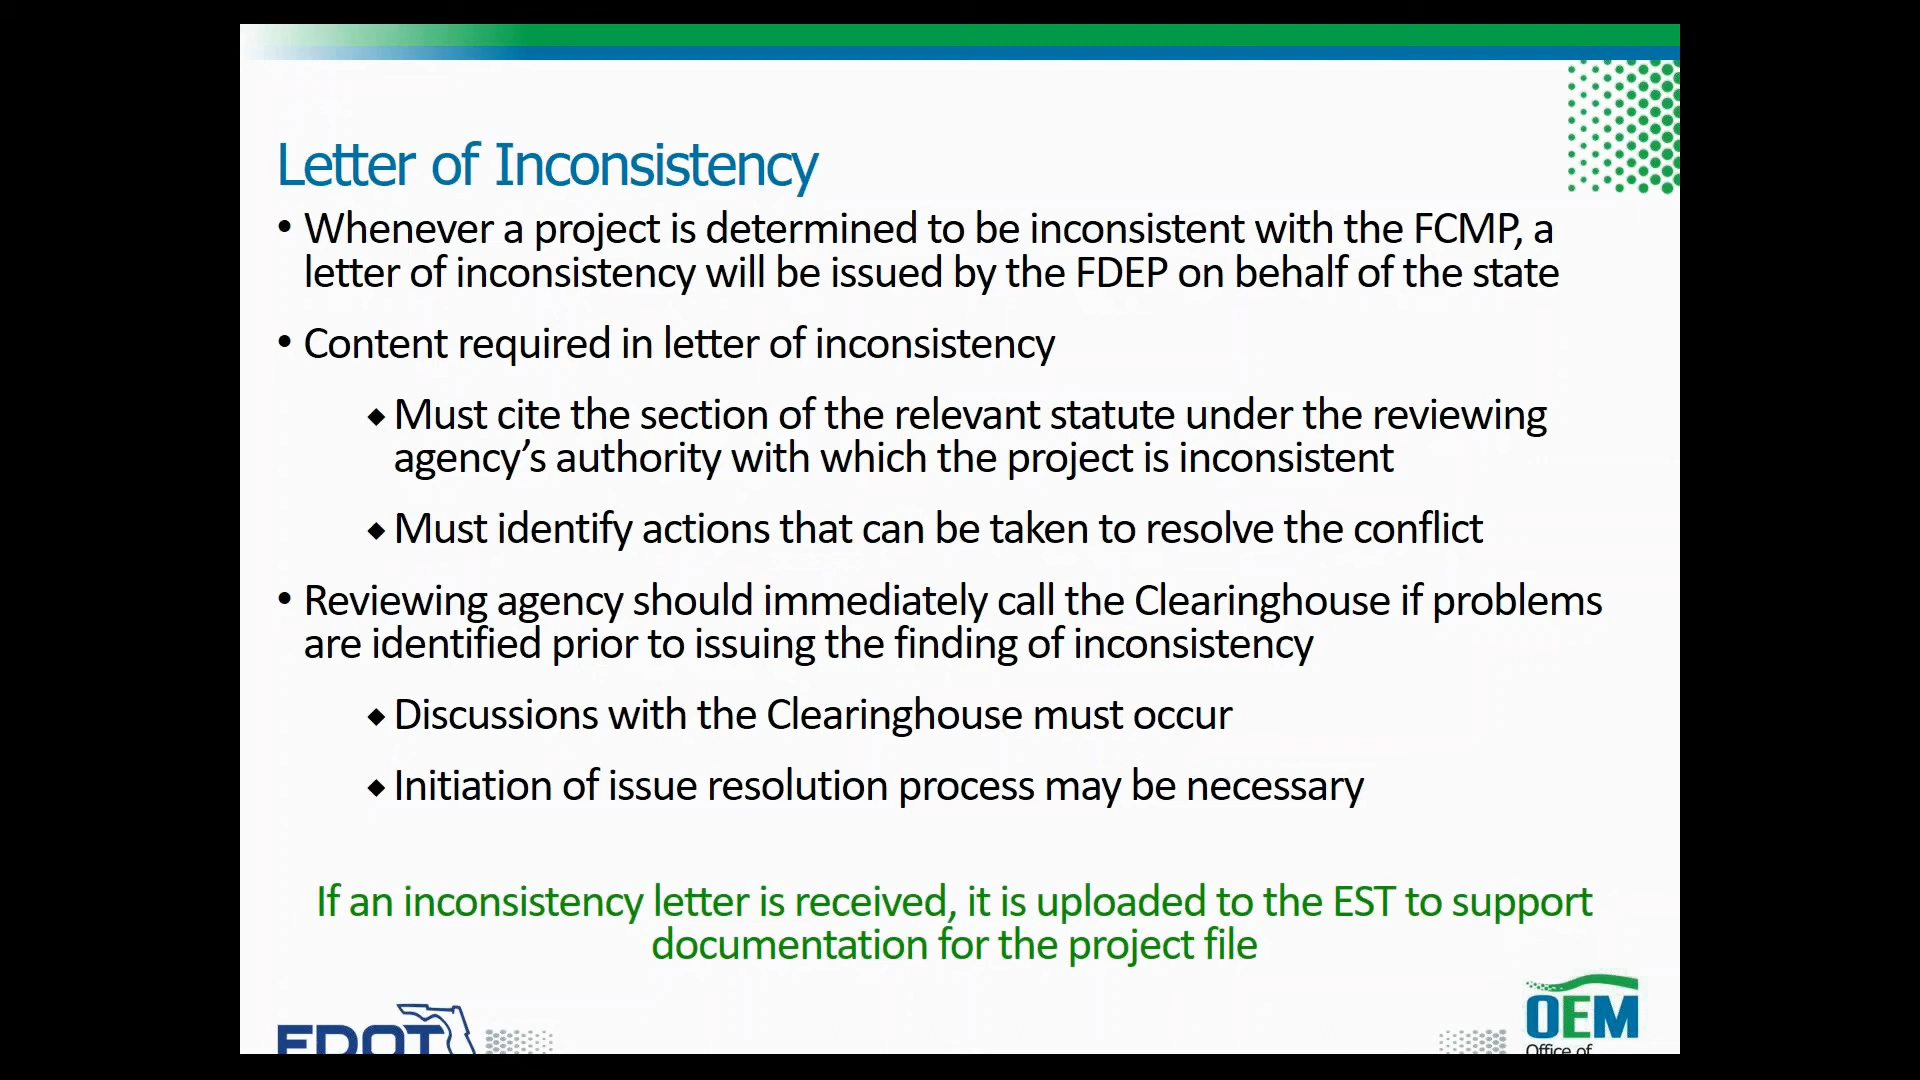 Letter of Inconsistency
• Whenever a project is determined to be inconsistent with the FCMP, a
letter of inconsistency will be issued by the FDEP on behalf of the state
• Content required in letter of inconsistency
◆ Must cite the section of the relevant statute under the reviewing
agency’s authority with which the project is inconsistent
◆ Must identify actions that can be taken to resolve the conflict
• Reviewing agency should immediately call the Clearinghouse if problems
are identified prior to issuing the finding of inconsistency
◆ Discussions with the Clearinghouse must occur
◆ Initiation of issue resolution process may be necessary
If an inconsistency letter is received, it is uploaded to the EST to support
documentation for the project file
FDOT
OEM
Office of